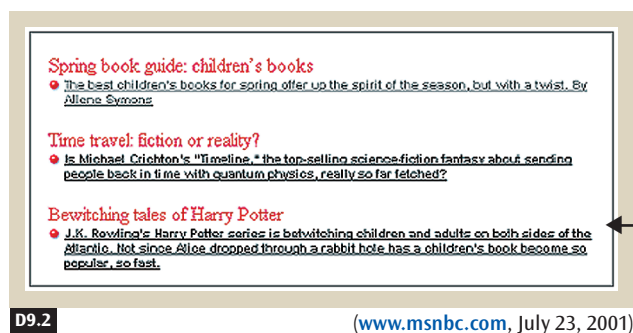 Spring book guide: children's books
The best children's books for spring offer up the spirit of the season, but with a twist. By
Allene Symons
Time travel: fiction or reality?
Is Michael Crichton's "Timeline," the top-selling science-fiction fantasy about sending
people back in time with quantum physics, really so far fetched?
Bewitching tales of Harry Potter
J.K. Rowling's Harry Potter series is betwitching children and adults on both sides of the
Atlantic. Not since Alice dropped through a rabbit hole has a children's book become so
popular, so fast.
D9.2
(www.msnbc.com, July 23, 2001)